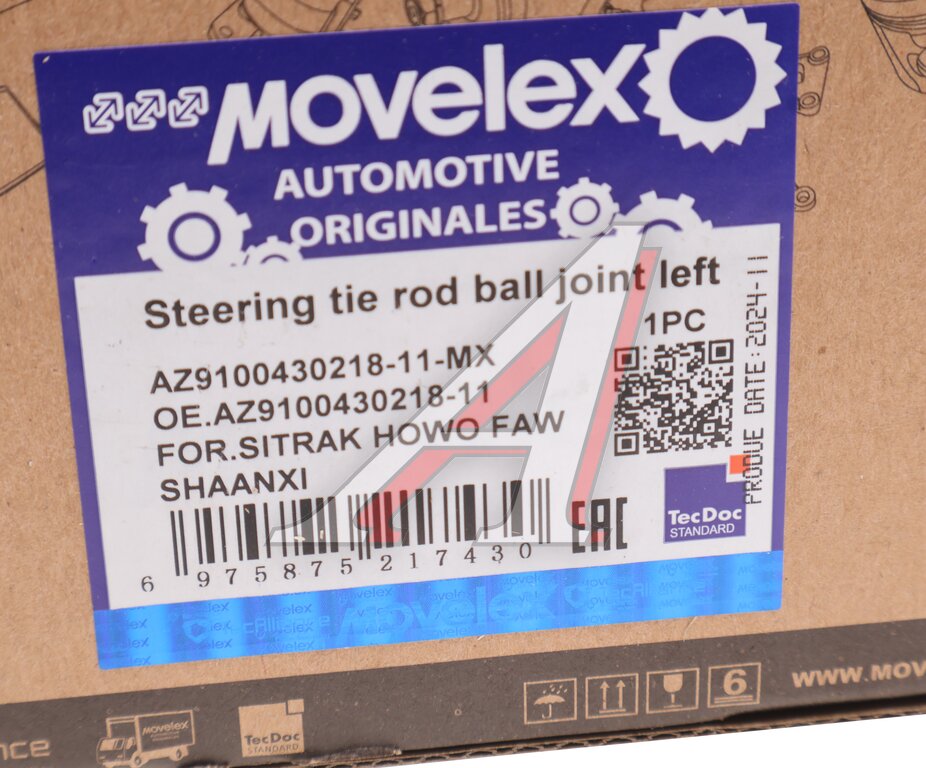 MOVelex
AUTOMOTIVE
ORIGINALES
Steering tie rod ball joint left
1PC
AZ9100430218-11-MX
OE.AZ9100430218-11
FOR.SITRAK HOWO FAW
SHAANXI
PRODUE DATE:2024-11
TecDoc
STANDARD
EAC
6 975875 217430
MOVelex
MOVelex
TecDoc
STANDARD
6
WWW.MOV